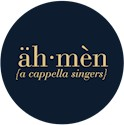 äh·mèn
{a cappella singers}